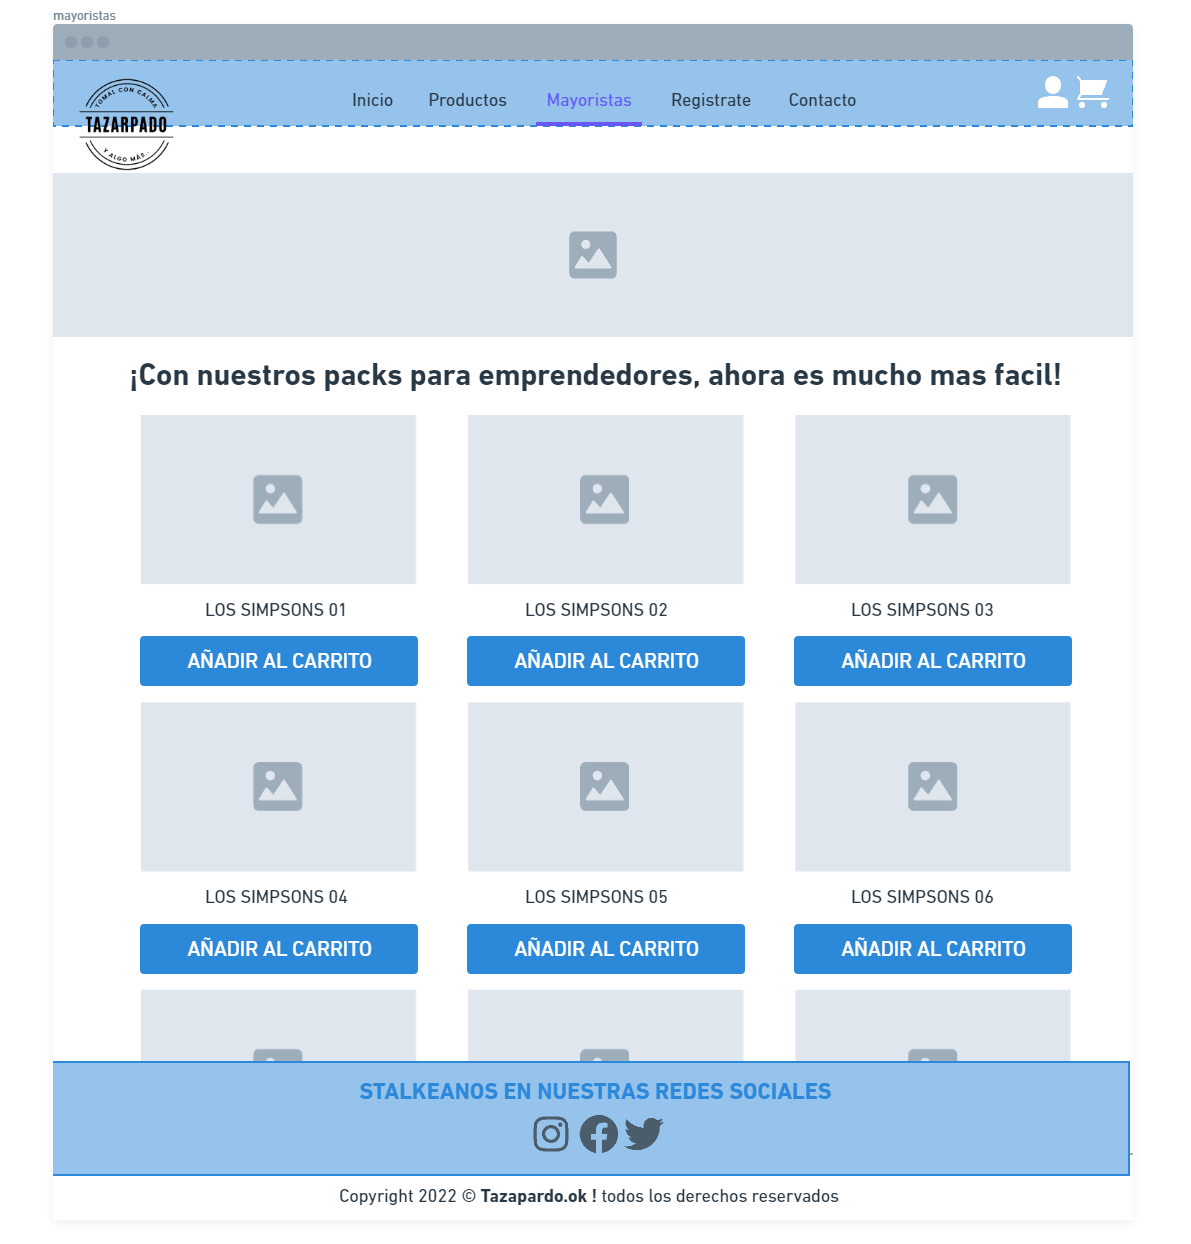 mayoristas
TOMAL CON CALMA
TAZARPADO
Y ALGO MÁS...
Inicio Productos Mayoristas Registrate Contacto
¡Con nuestros packs para emprendedores, ahora es mucho mas facil!
LOS SIMPSONS 01 LOS SIMPSONS 02 LOS SIMPSONS 03
AÑADIR AL CARRITO AÑADIR AL CARRITO AÑADIR AL CARRITO
LOS SIMPSONS 04 LOS SIMPSONS 05 LOS SIMPSONS 06
AÑADIR AL CARRITO AÑADIR AL CARRITO AÑADIR AL CARRITO
STALKEANOS EN NUESTRAS REDES SOCIALES
Copyright 2022 © Tazapardo.ok ! todos los derechos reservados